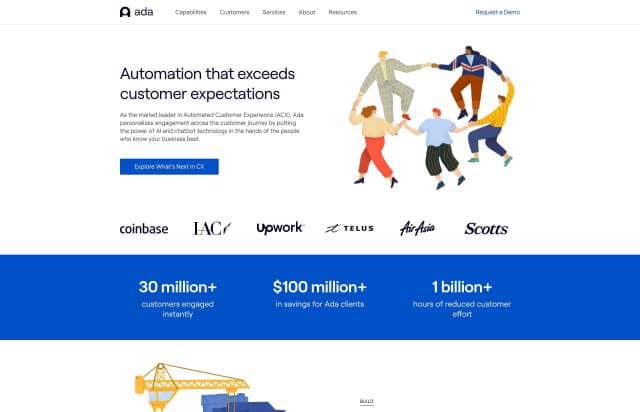 ada
Capabilities
Customers
Services
About
Resources
Request a Demo
Automation that exceeds
customer expectations
As the market leader in Automated Customer Experience (ACX), Ada
personalizes engagement across the customer journey by putting
the power of AI and chatbot technology in the hands of the people
who know your business best.
Explore What's Next in CX
coinbase
IAC
Upwork
TELUS
AirAsia
Scotts
30 million+
customers engaged
instantly
$100 million+
in savings for Ada clients
1 billion+
hours of reduced customer
effort
BUILD